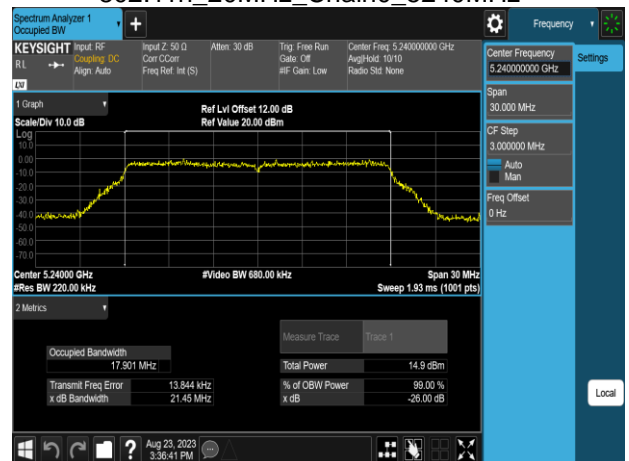 Spectrum Analyzer 1
Occupied BW
Frequency
KEYSIGHT Input: RF Input Z: 50 Ω Atten: 30 dB Trig: Free Run Center Freq: 5.240000000 GHz
R L Coupling: DC Corr CCorr Gate: Off Avg|Hold: 10/10
Align: Auto Freq Ref: Int (S) #IF Gain: Low Radio Std: None
LXI
Center Frequency
5.240000000 GHz
Settings
Span
30.000 MHz
CF Step
3.000000 MHz
Auto
Man
Freq Offset
0 Hz
1 Graph
Ref Lvl Offset 12.00 dB
Scale/Div 10.0 dB Ref Value 20.00 dBm
Log
10.0
0.00
-10.0
-20.0
-30.0
-40.0
-50.0
-60.0
-70.0
Center 5.24000 GHz #Video BW 680.00 kHz Span 30 MHz
#Res BW 220.00 kHz Sweep 1.93 ms (1001 pts)
2 Metrics
Measure Trace Trace 1
Occupied Bandwidth
17.901 MHz
Total Power 14.9 dBm
Transmit Freq Error 13.844 kHz % of OBW Power 99.00 %
x dB Bandwidth 21.45 MHz x dB -26.00 dB
Local
Aug 23, 2023
3:36:41 PM